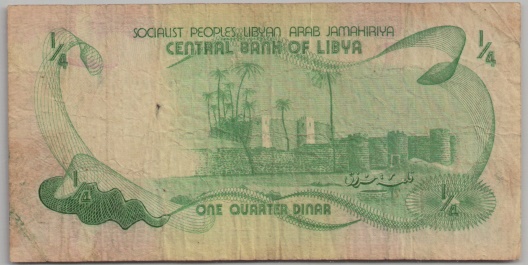 SOCIALIST PEOPLES, LIBYAN ARAB JAMAHIRIYA
CENTRAL BANK OF LIBYA
1/4
1/4
قلعة
1/4
1/4
ONE QUARTER DINAR